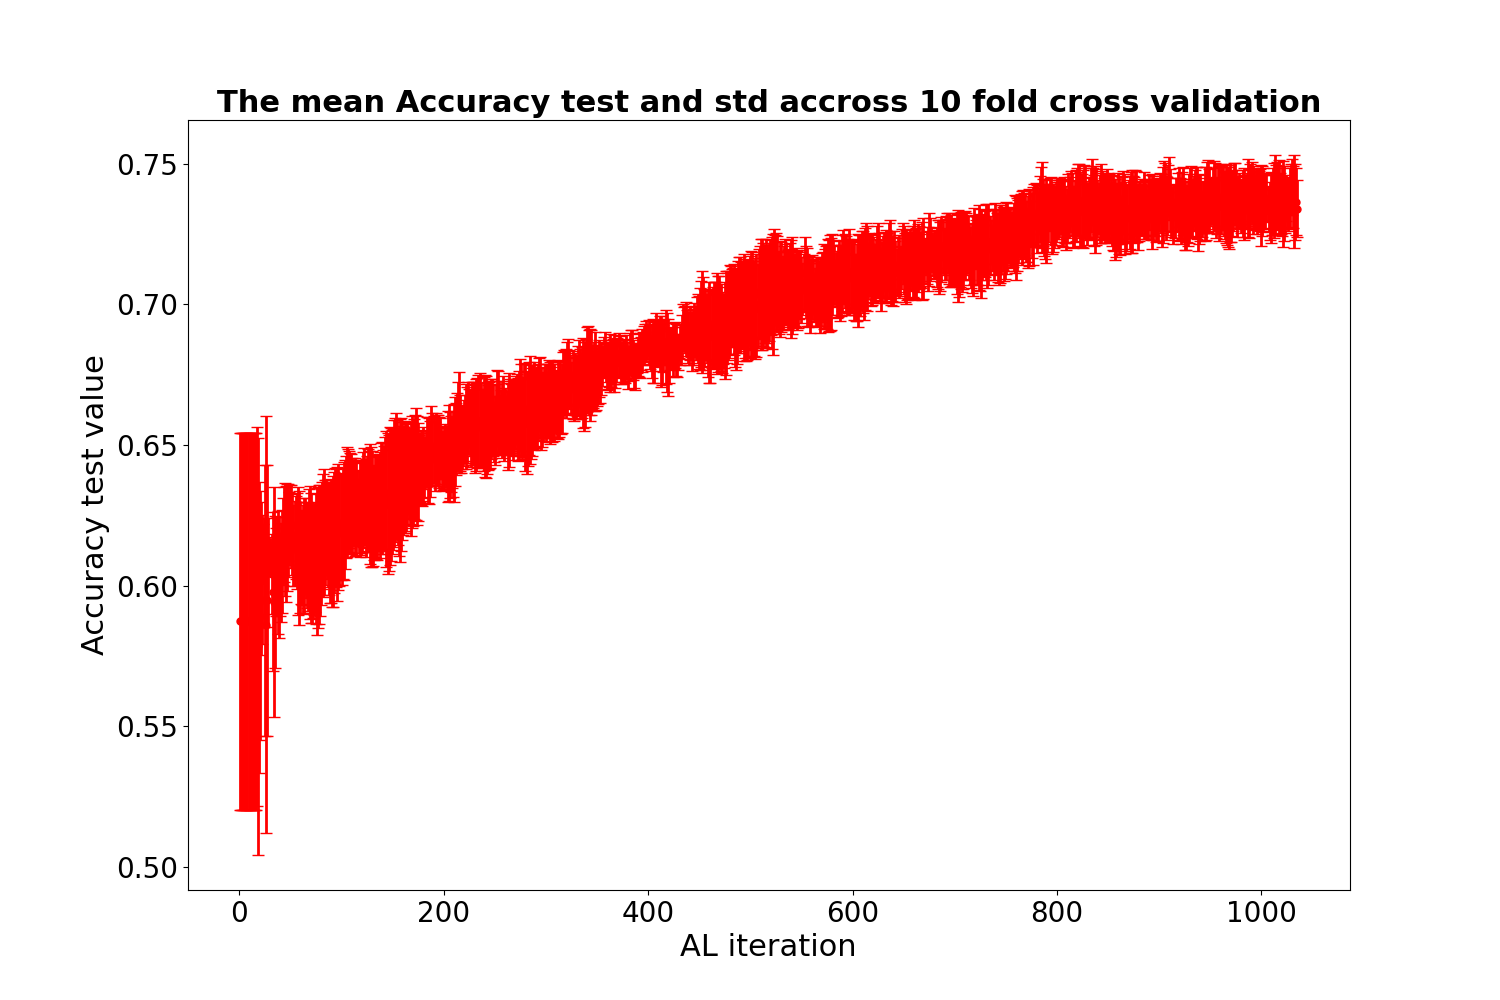 The mean Accuracy test and std accross 10 fold cross validation
0.75
0.70
0.65
0.60
0.55
0.50
Accuracy test value
0 200 400 600 800 1000
AL iteration